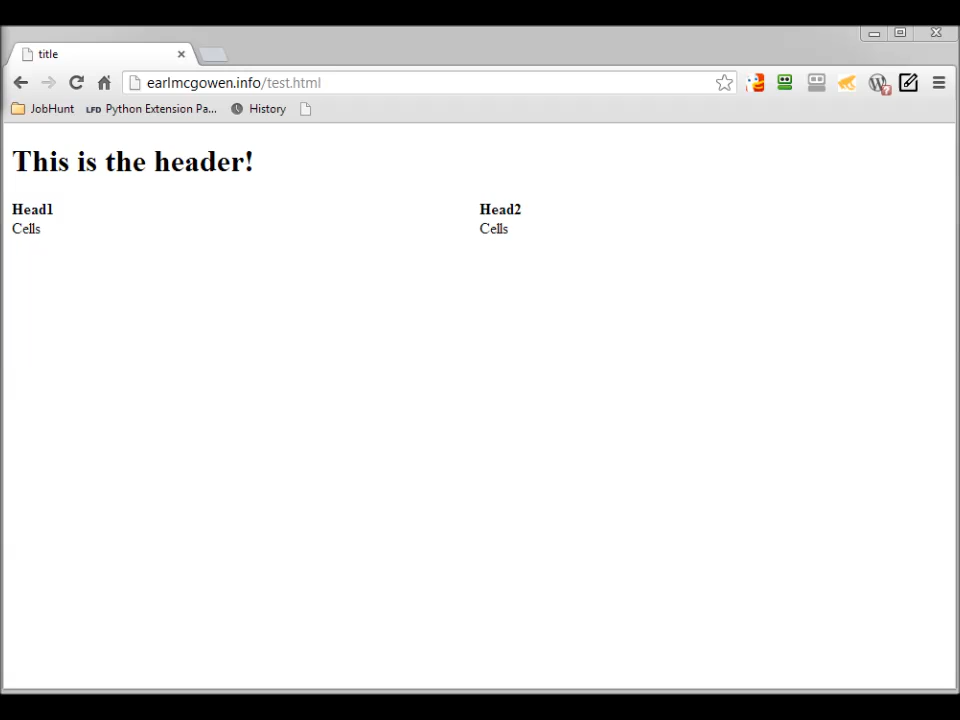 title
earlmcgowen.info/test.html
JobHunt LFD Python Extension Pa... History
This is the header!
Head1 Head2
Cells Cells